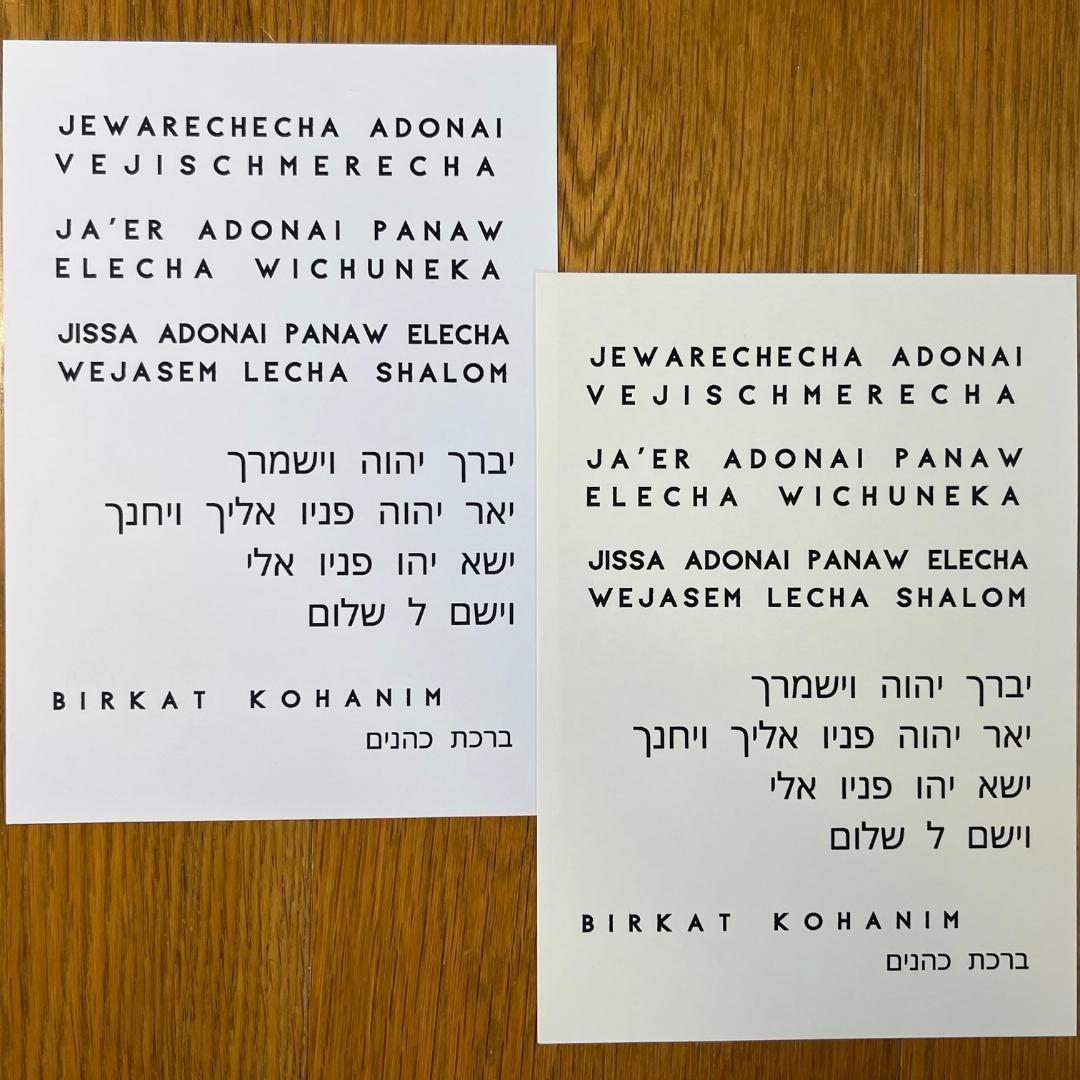 JEWARECHECHA ADONAI
VEJISCHMERECHA
JA'ER ADONAI PANAW
ELECHA WICHUNEKA
JISSA ADONAI PANAW ELECHA
WEJASEM LECHA SHALOM
יברך יהוה וישמרך
יאר יהוה פניו אליך ויחנך
ישא יהו פניו אלי
וישם ל שלום
BIRKAT KOHANIM
ברכת כהנים
JEWARECHECHA ADONAI
VEJISCHMERECHA
JA'ER ADONAI PANAW
ELECHA WICHUNEKA
JISSA ADONAI PANAW ELECHA
WEJASEM LECHA SHALOM
יברך יהוה וישמרך
יאר יהוה פניו אליך ויחנך
ישא יהו פניו אלי
וישם ל שלום
BIRKAT KOHANIM
ברכת כהנים